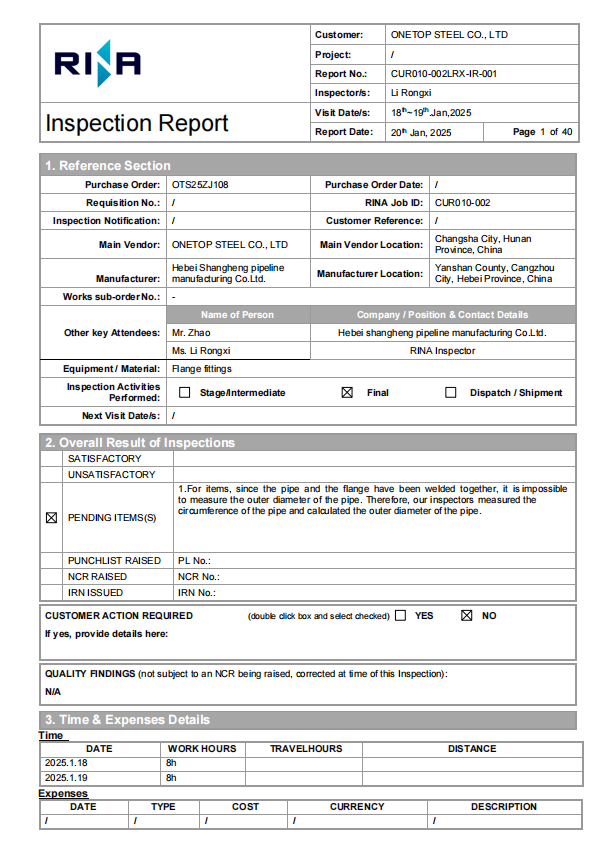 RINA
Customer: ONETOP STEEL CO., LTD
Project: /
Report No.: CUR010-002LRX-IR-001
Inspector/s: Li Rongxi
Inspection Report
Visit Date/s: 18th~19th.Jan,2025
Report Date: 20th Jan, 2025 Page 1 of 40
1. Reference Section
Purchase Order: OTS25ZJ108 Purchase Order Date: /
Requisition No.: / RINA Job ID: CUR010-002
Inspection Notification: / Customer Reference: /
Main Vendor: ONETOP STEEL CO., LTD Main Vendor Location: Changsha City, Hunan
Province, China
Manufacturer: Hebei Shangheng pipeline
manufacturing Co.Ltd.
Manufacturer Location: Yanshan County, Cangzhou
City, Hebei Province, China
Works sub-order No.: -
Other key Attendees:
Name of Person Company / Position & Contact Details
Mr. Zhao Hebei shangheng pipeline manufacturing Co.Ltd.
Ms. Li Rongxi RINA Inspector
Equipment / Material: Flange fittings
Inspection Activities
Performed:
☐ Stage/Intermediate ☒ Final ☐ Dispatch / Shipment
Next Visit Date/s: /
2. Overall Result of Inspections
SATISFACTORY
UNSATISFACTORY
☒ PENDING ITEMS(S)
1.For items, since the pipe and the flange have been welded together, it is impossible
to measure the outer diameter of the pipe. Therefore, our inspectors measured the
circumference of the pipe and calculated the outer diameter of the pipe.
PUNCHLIST RAISED PL No.:
NCR RAISED NCR No.:
IRN ISSUED IRN No.:
CUSTOMER ACTION REQUIRED (double click box and select checked) ☐ YES ☒ NO
If yes, provide details here:
QUALITY FINDINGS (not subject to an NCR being raised, corrected at time of this Inspection):
N/A
3. Time & Expenses Details
Time
DATE WORK HOURS TRAVELHOURS DISTANCE
2025.1.18 8h
2025.1.19 8h
Expenses
DATE TYPE COST CURRENCY DESCRIPTION
/ / / / /